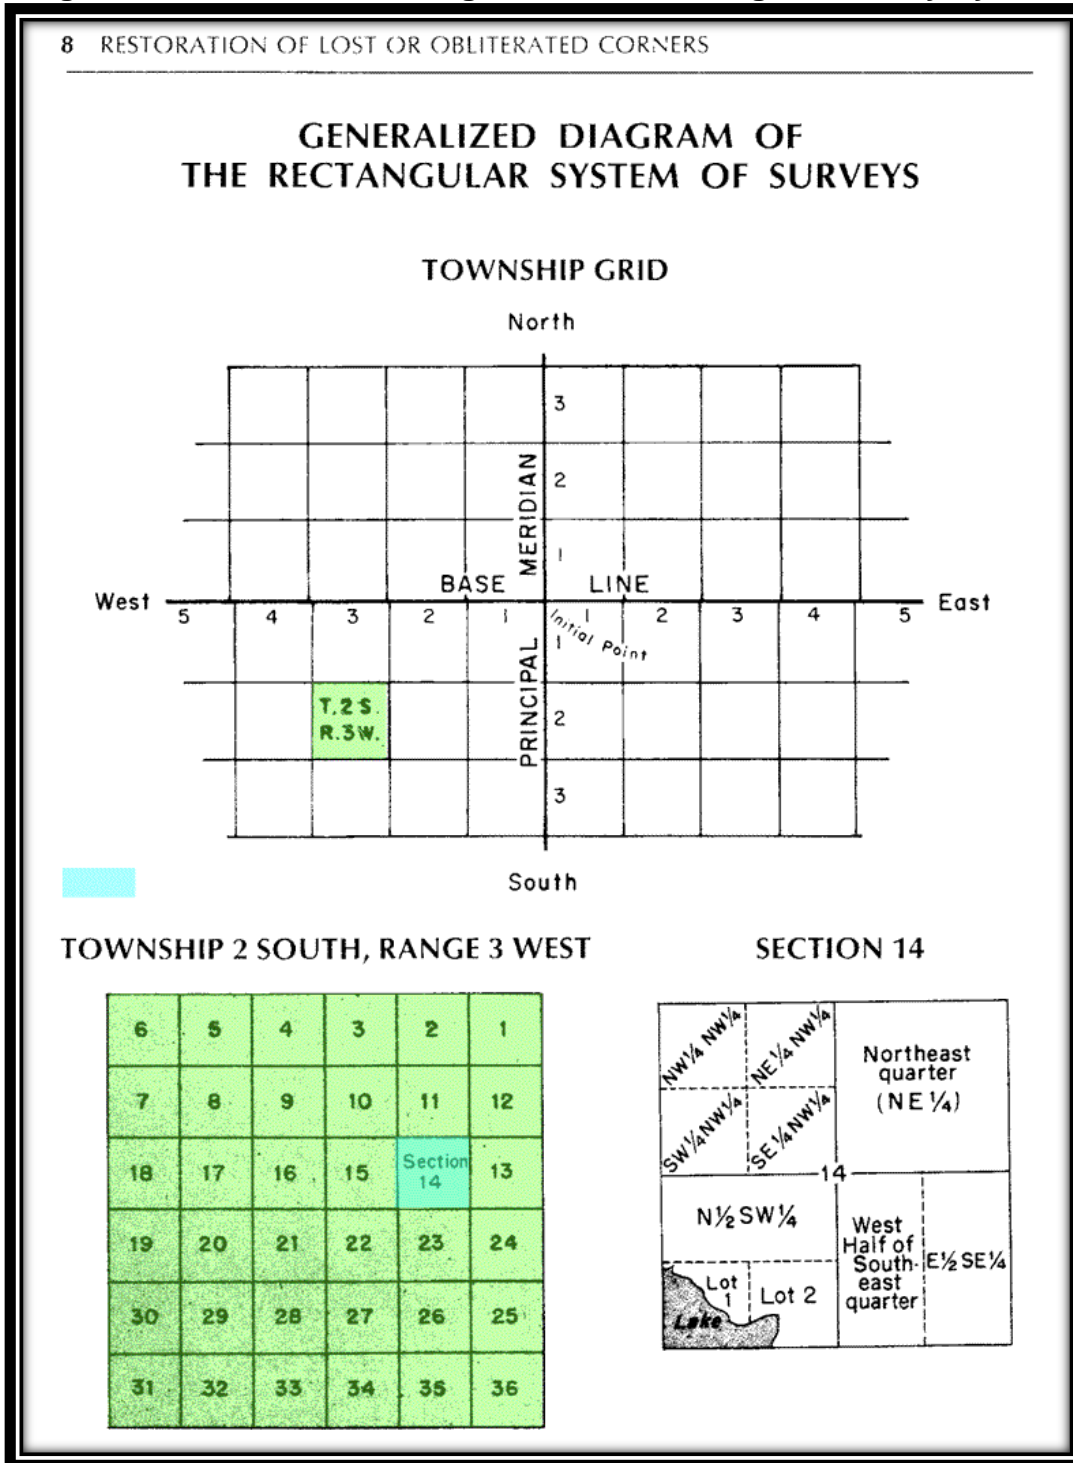 8 RESTORATION OF LOST OR OBLITERATED CORNERS
GENERALIZED DIAGRAM OF
THE RECTANGULAR SYSTEM OF SURVEYS
TOWNSHIP GRID
North
3
2
MERIDIAN
1
BASE LINE
West East
5 4 3 2 1 1 2 3 4 5
Initial Point
1
PRINCIPAL
T.2 S.
R.3 W.
2
3
South
TOWNSHIP 2 SOUTH, RANGE 3 WEST
6 5 4 3 2 1
7 8 9 10 11 12
18 17 16 15 Section 14 13
19 20 21 22 23 24
30 29 28 27 26 25
31 32 33 34 35 36
SECTION 14
NW¼ NW¼
NE¼ NW¼
SW¼ NW¼
SE¼ NW¼
Northeast
quarter
(NE ¼)
14
N½ SW¼
West
Half of
South-
east
quarter
E½ SE¼
Lot
1
Lot 2
Lake